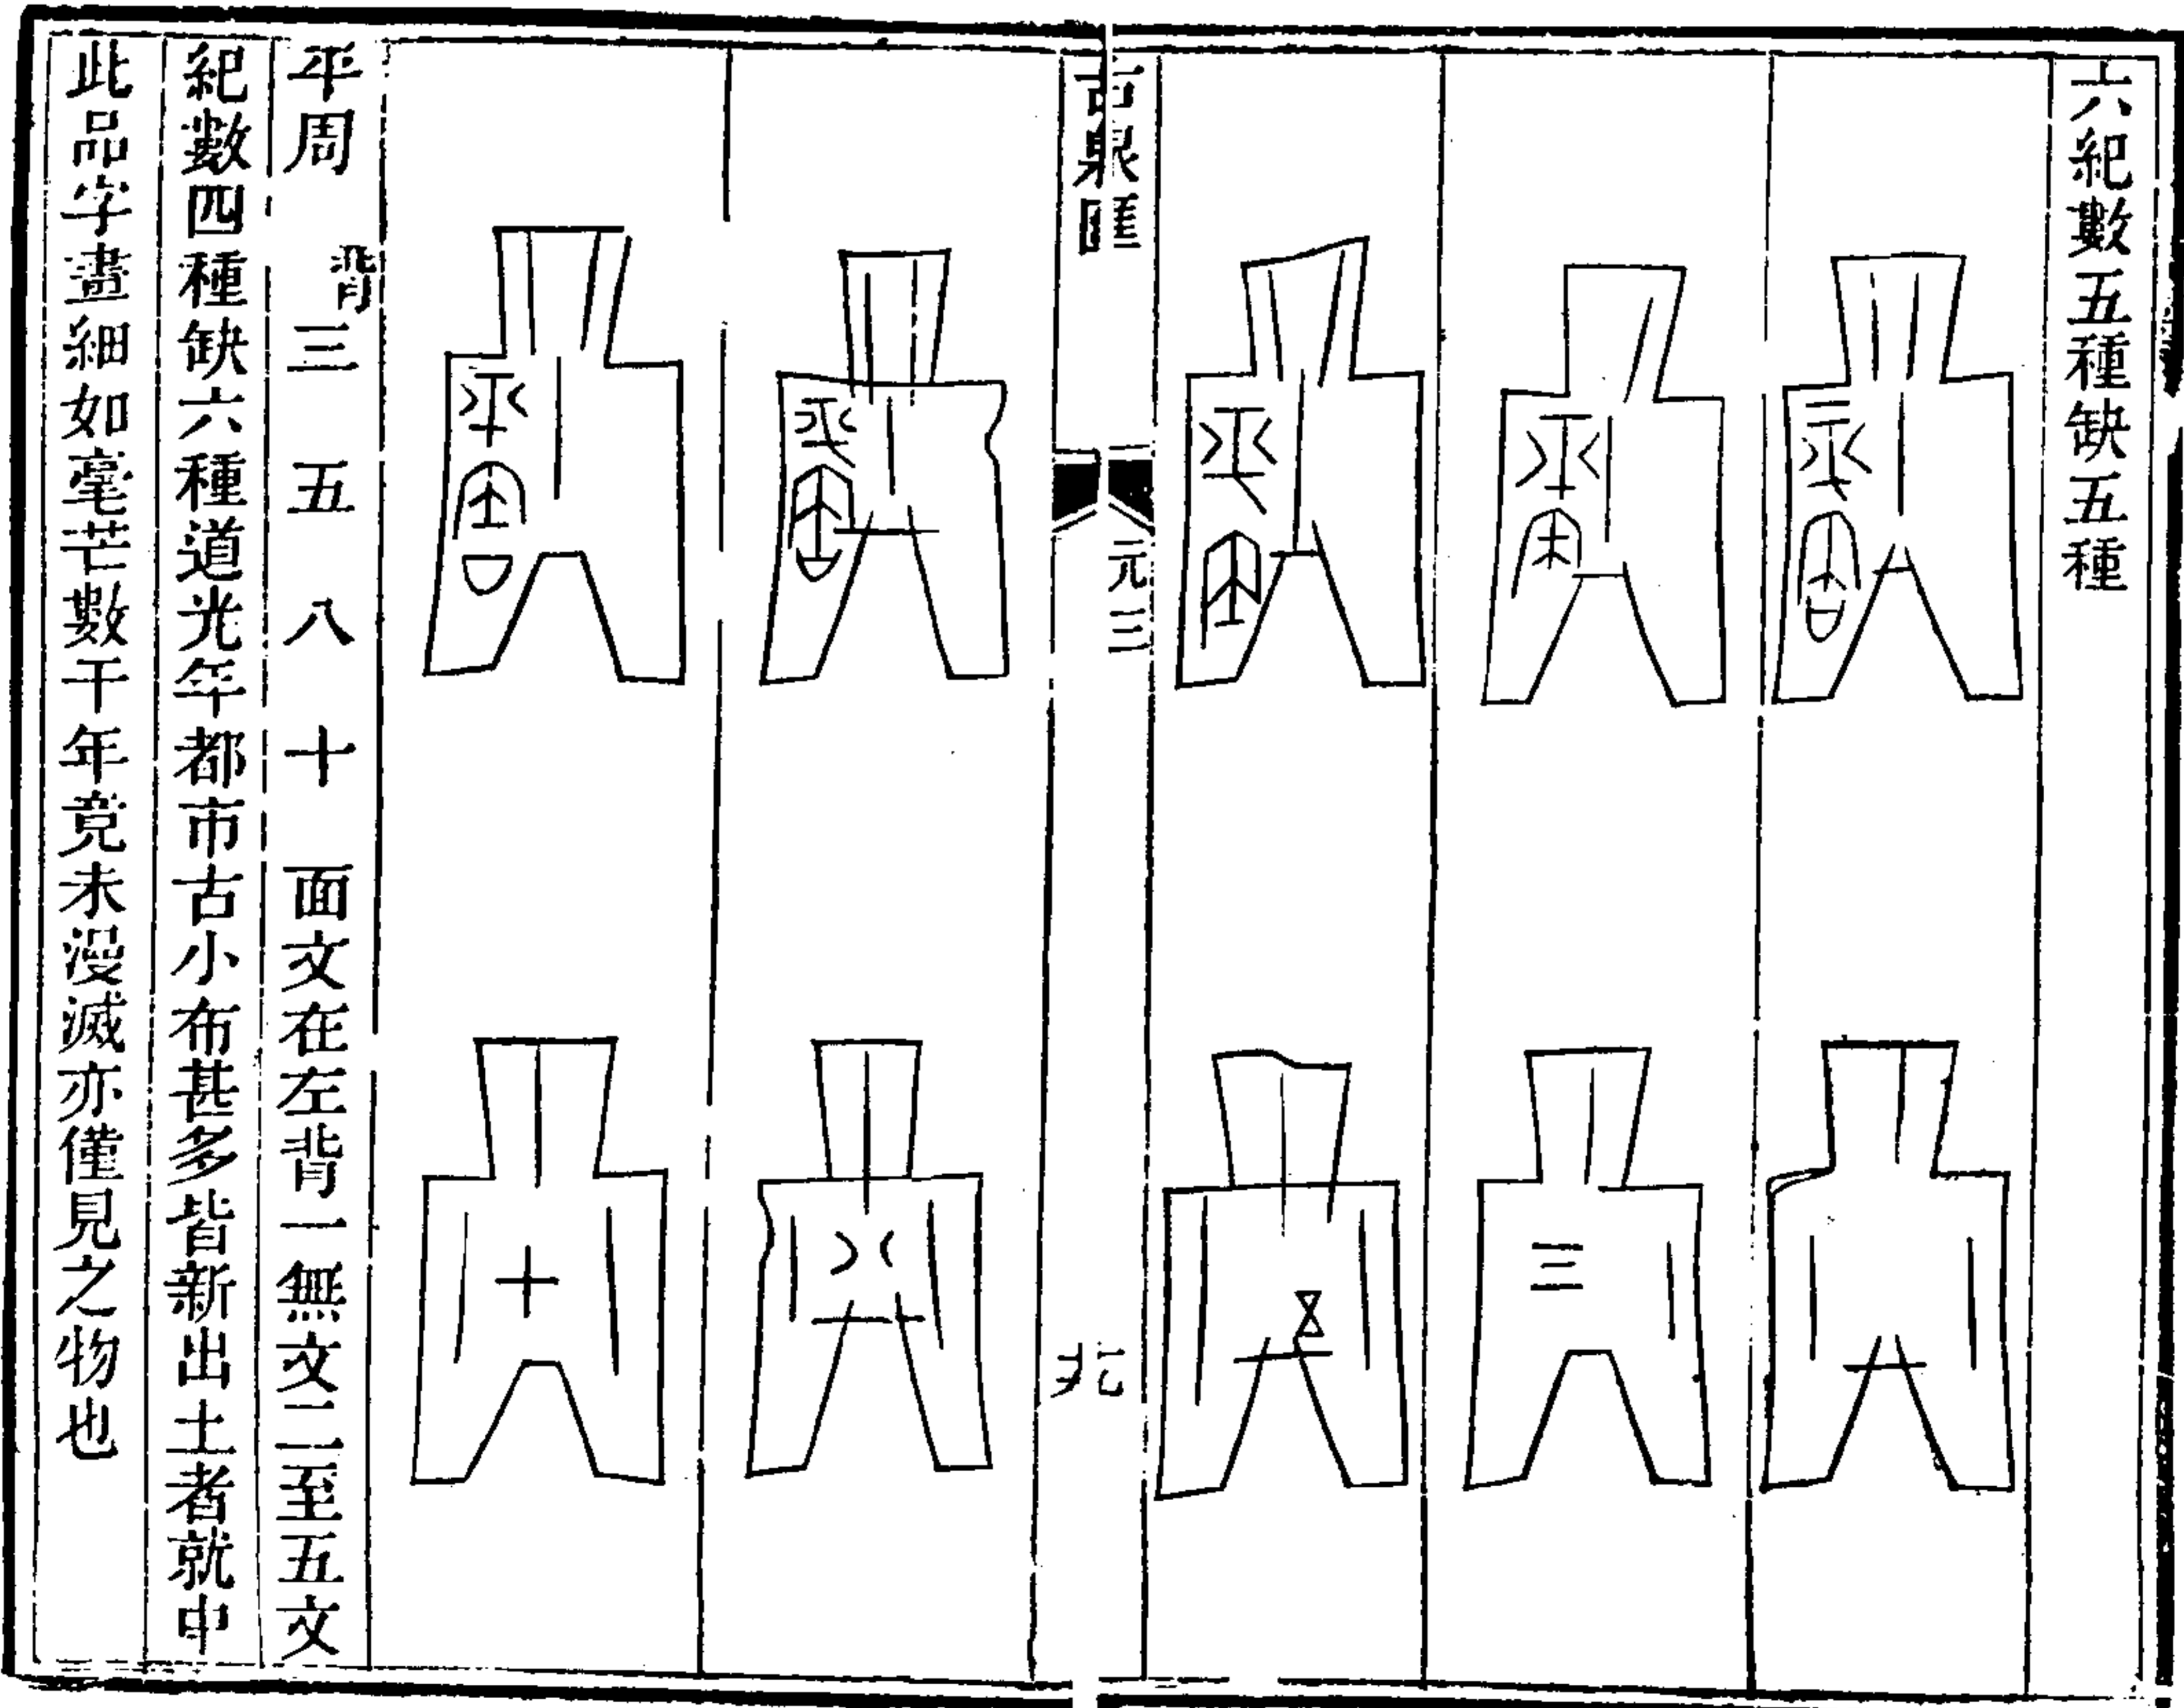 六紀數五種缺五種
三
五
古泉匯
元三
八
十
平周 背 三 五 八 十 面文在左背一無文二至五文
紀數四種缺六種道光年都市古小布甚多皆新出土者就中
此品字畫細如毫芒數千年竟未漫滅亦僅見之物也